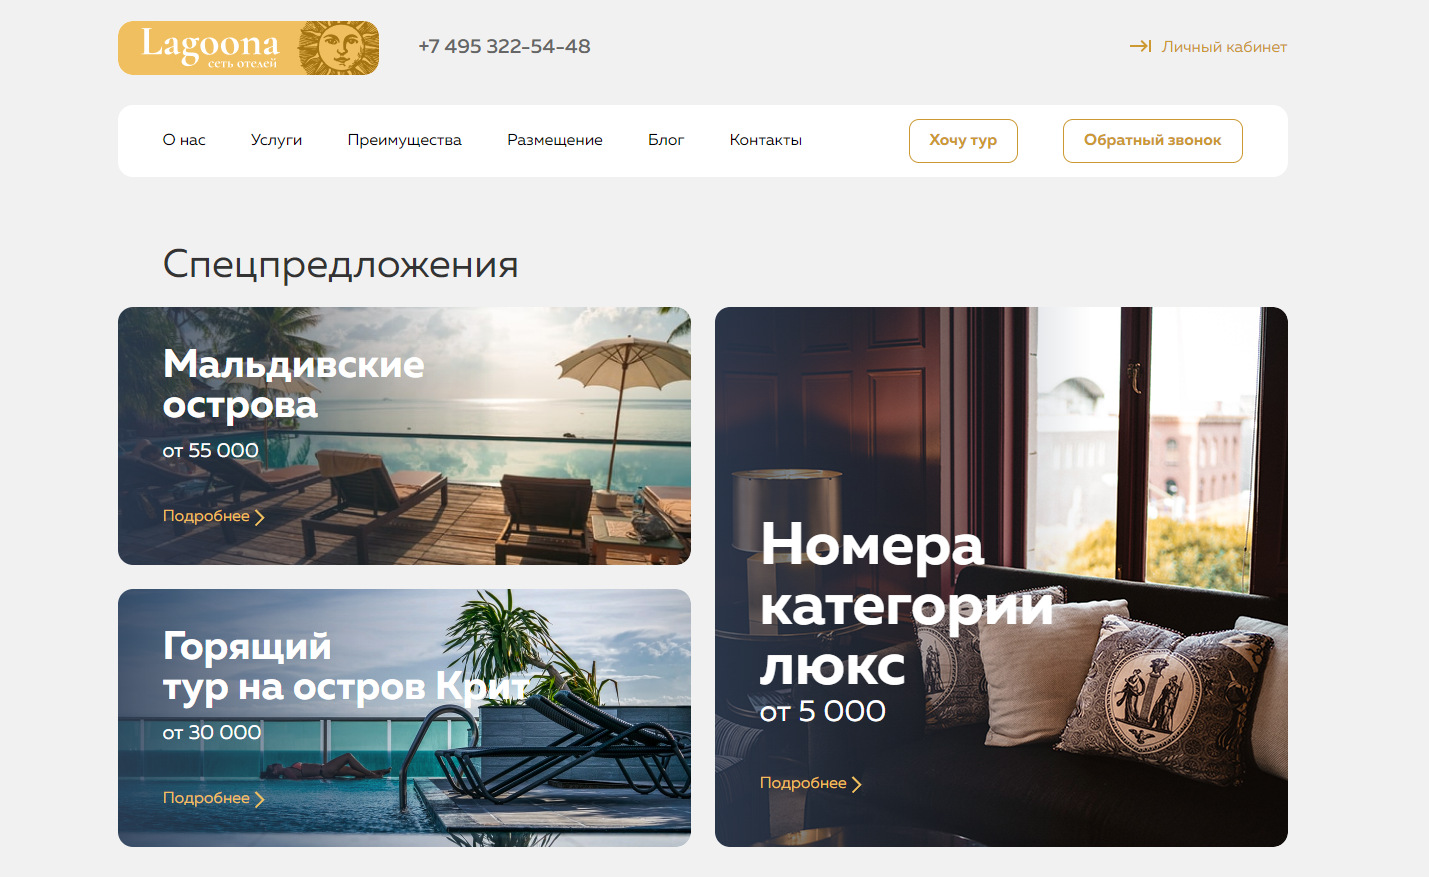 Lagoona
сеть отелей
+7 495 322-54-48
Личный кабинет
О нас
Услуги
Преимущества
Размещение
Блог
Контакты
Хочу тур
Обратный звонок
Спецпредложения
Мальдивские
острова
от 55 000
Подробнее
Горящий
тур на остров Крит
от 30 000
Подробнее
Номера
категории
люкс
от 5 000
Подробнее